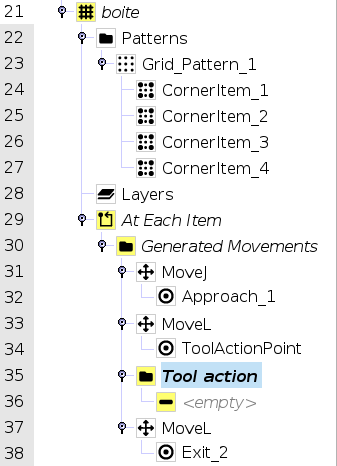 21 boite
22 Patterns
23 Grid_Pattern_1
24 CornerItem_1
25 CornerItem_2
26 CornerItem_3
27 CornerItem_4
28 Layers
29 At Each Item
30 Generated Movements
31 MoveJ
32 Approach_1
33 MoveL
34 ToolActionPoint
35 Tool action
36 <empty>
37 MoveL
38 Exit_2